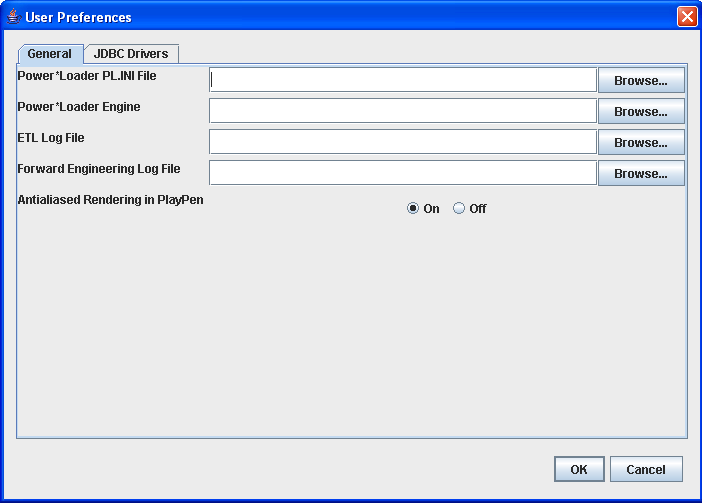 User Preferences
General JDBC Drivers
Power*Loader PL.INI File Browse...
Power*Loader Engine Browse...
ETL Log File Browse...
Forward Engineering Log File Browse...
Antialiased Rendering in PlayPen On Off
OK Cancel